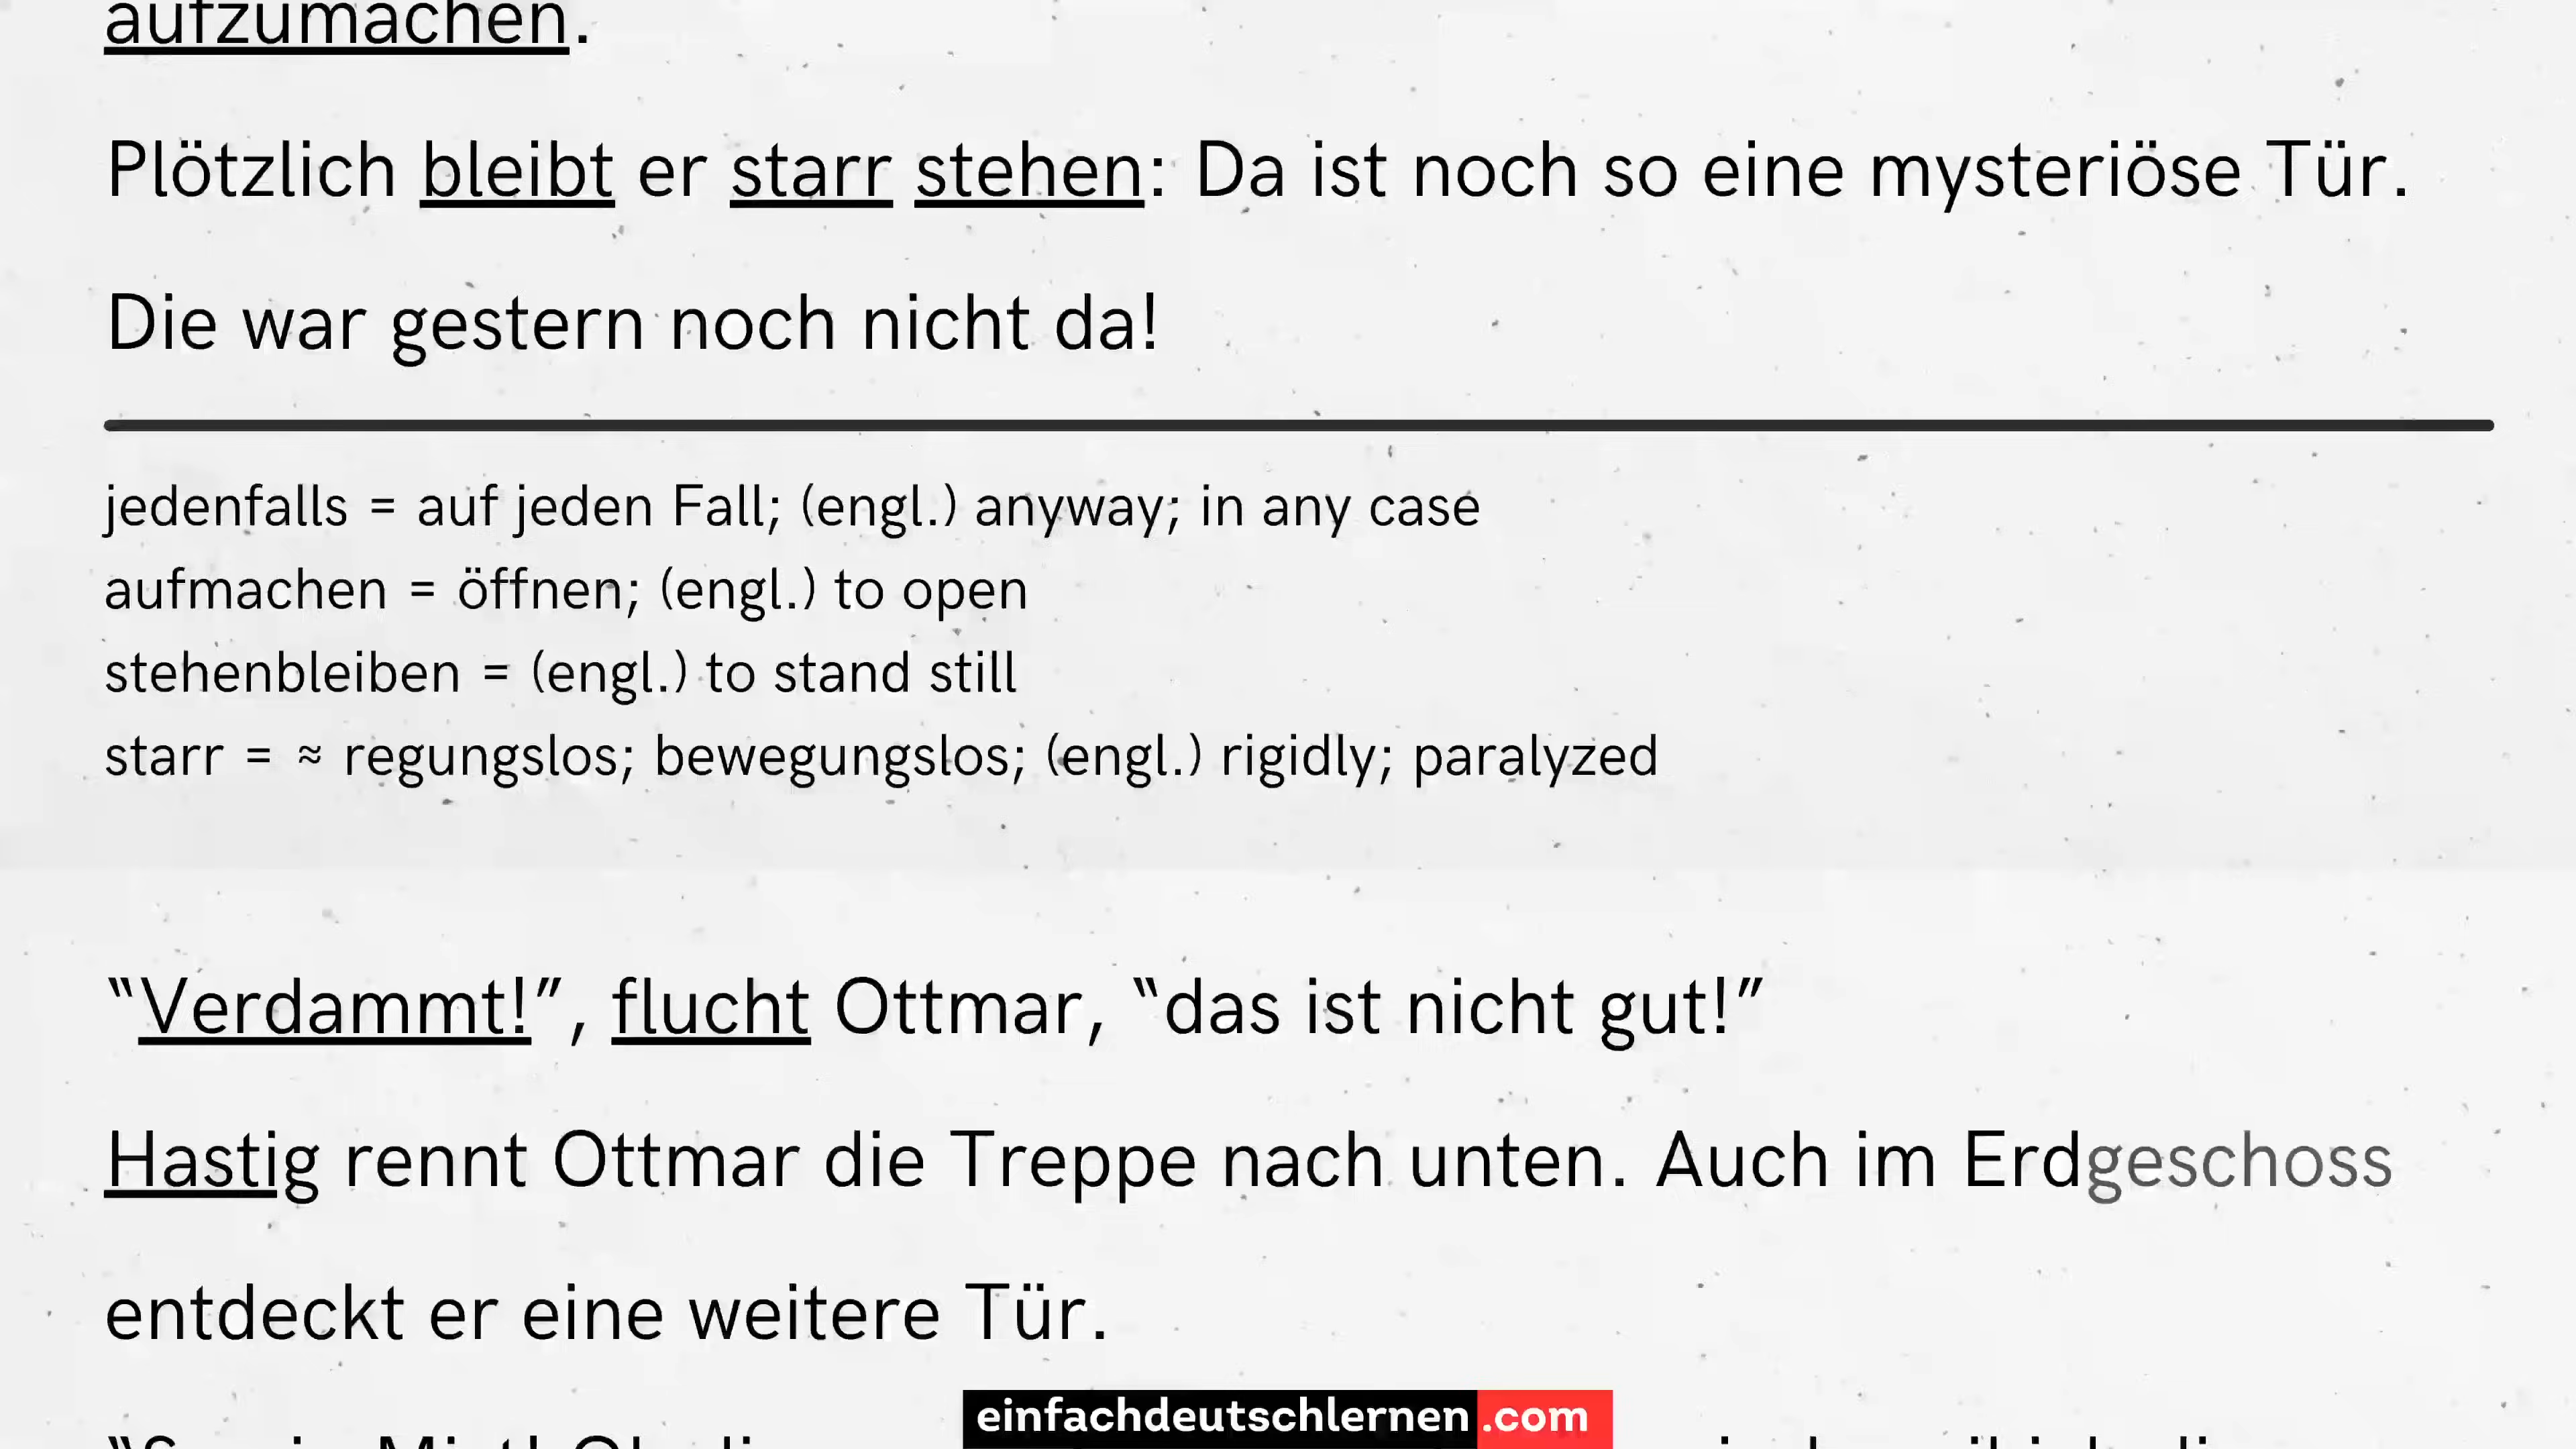 aufzumachen.
Plötzlich bleibt er starr stehen: Da ist noch so eine mysteriöse Tür.
Die war gestern noch nicht da!
jedenfalls = auf jeden Fall; (engl.) anyway; in any case
aufmachen = öffnen; (engl.) to open
stehenbleiben = (engl.) to stand still
starr = ≈ regungslos; bewegungslos; (engl.) rigidly; paralyzed
“Verdammt!”, flucht Ottmar, “das ist nicht gut!”
Hastig rennt Ottmar die Treppe nach unten. Auch im Erdgeschoss
entdeckt er eine weitere Tür.
einfachdeutschlernen.com